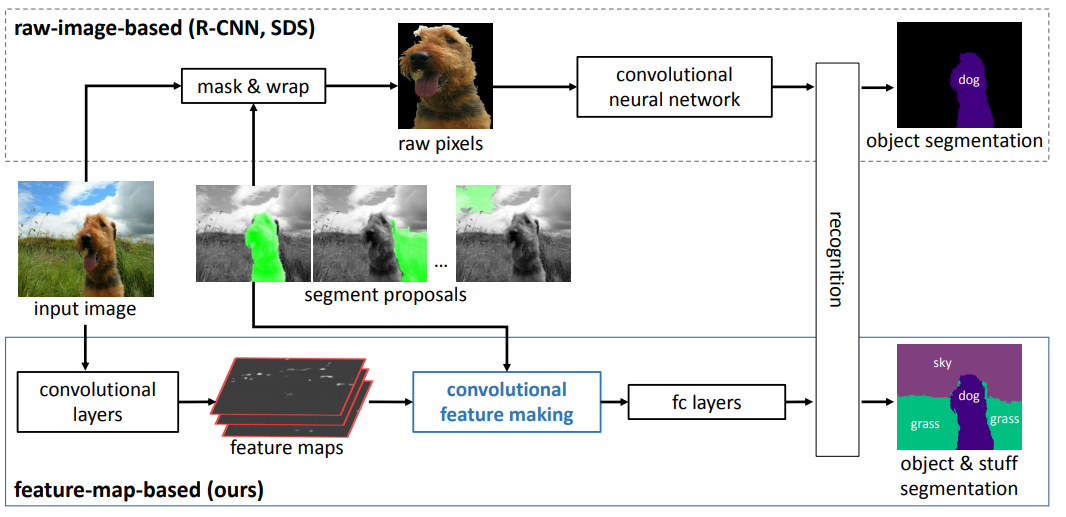 raw-image-based (R-CNN, SDS)
mask & wrap
raw pixels
convolutional
neural network
dog
object segmentation
input image
...
segment proposals
recognition
convolutional
layers
feature maps
convolutional
feature making
fc layers
sky
dog
grass
grass
object & stuff
segmentation
feature-map-based (ours)